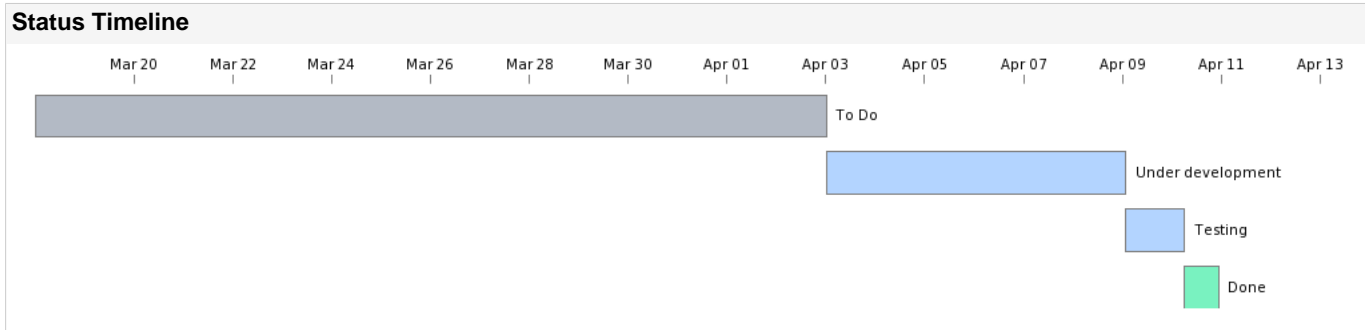 Status Timeline
Mar 20 Mar 22 Mar 24 Mar 26 Mar 28 Mar 30 Apr 01 Apr 03 Apr 05 Apr 07 Apr 09 Apr 11 Apr 13
To Do
Under development
Testing
Done